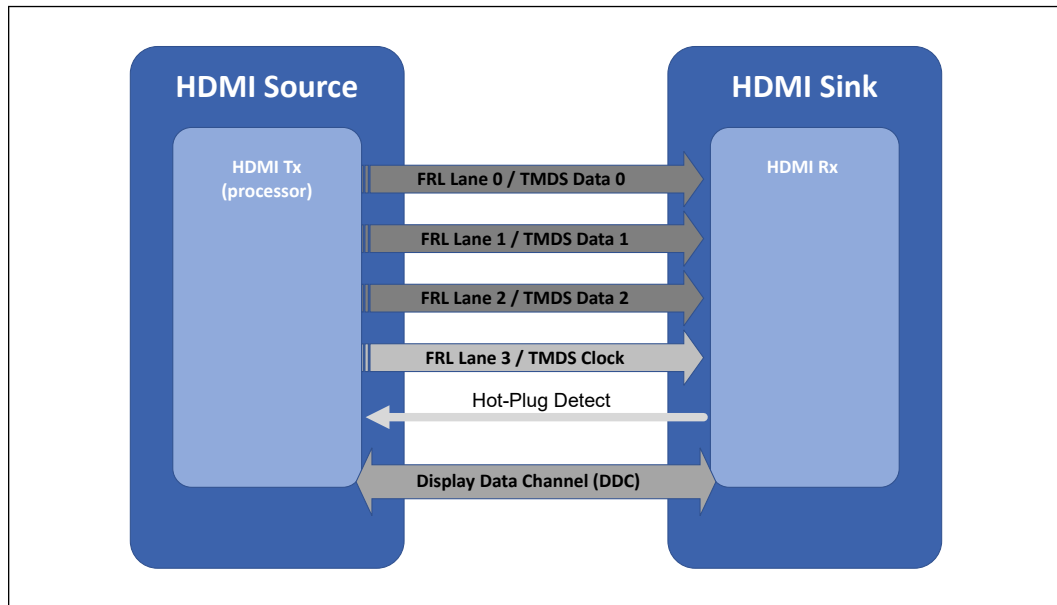 HDMI Source
HDMI Sink
HDMI Tx
(processor)
HDMI Rx
FRL Lane 0 / TMDS Data 0
FRL Lane 1 / TMDS Data 1
FRL Lane 2 / TMDS Data 2
FRL Lane 3 / TMDS Clock
Hot-Plug Detect
Display Data Channel (DDC)